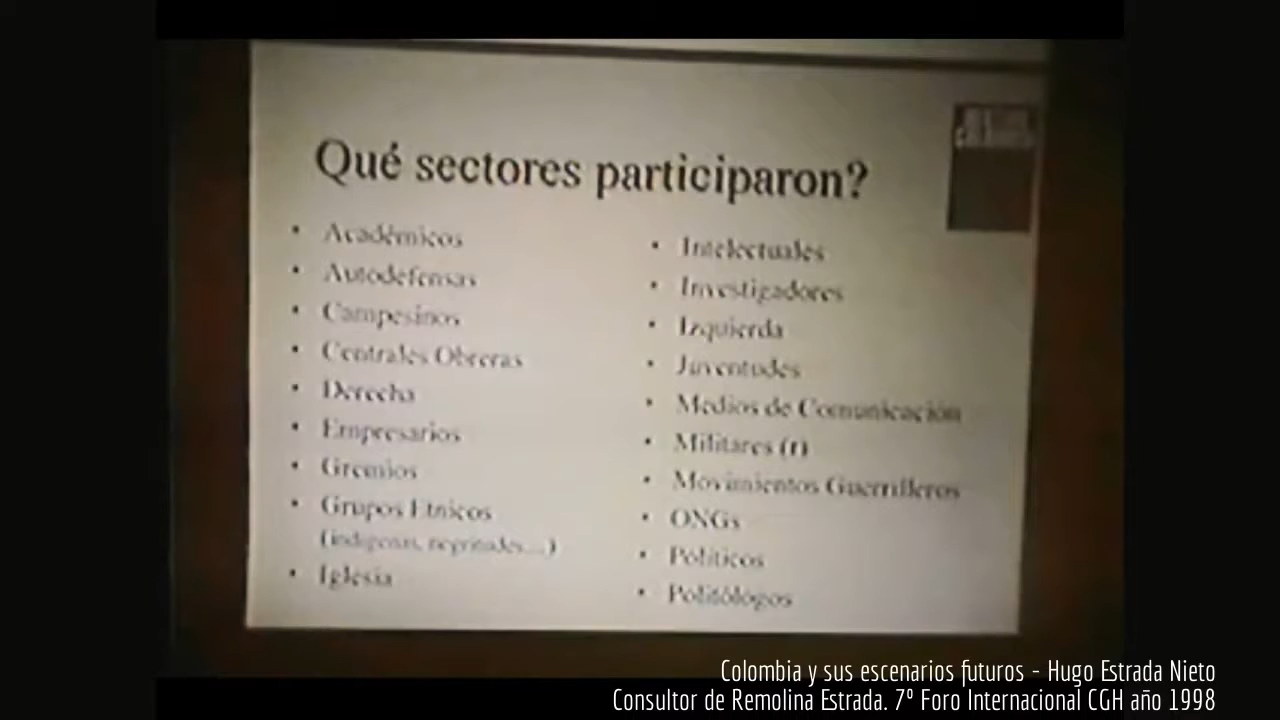 Qué sectores participaron?
• Académicos
• Autodefensas
• Campesinos
• Centrales Obreras
• Derecha
• Empresarios
• Gremios
• Grupos Etnicos
(indígenas, negritudes....)
• Iglesia
• Intelectuales
• Investigadores
• Izquierda
• Juventudes
• Medios de Comunicación
• Militares (r)
• Movimientos Guerrilleros
• ONGs
• Políticos
• Politólogos
Colombia y sus escenarios futuros - Hugo Estrada Nieto
Consultor de Remolina Estrada. 7º Foro Internacional CGH año 1998